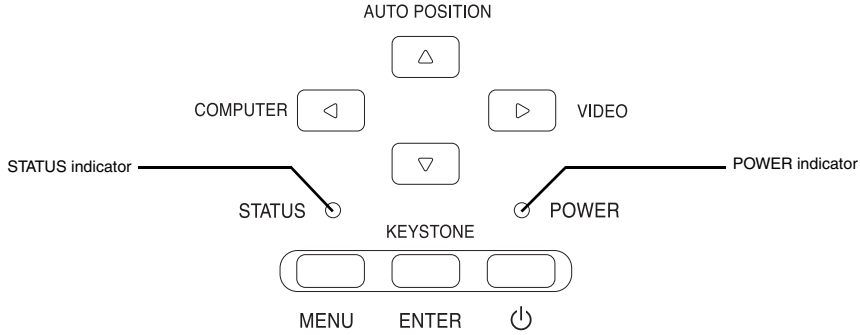 AUTO POSITION
COMPUTER
VIDEO
STATUS indicator
POWER indicator
STATUS
POWER
KEYSTONE
MENU
ENTER